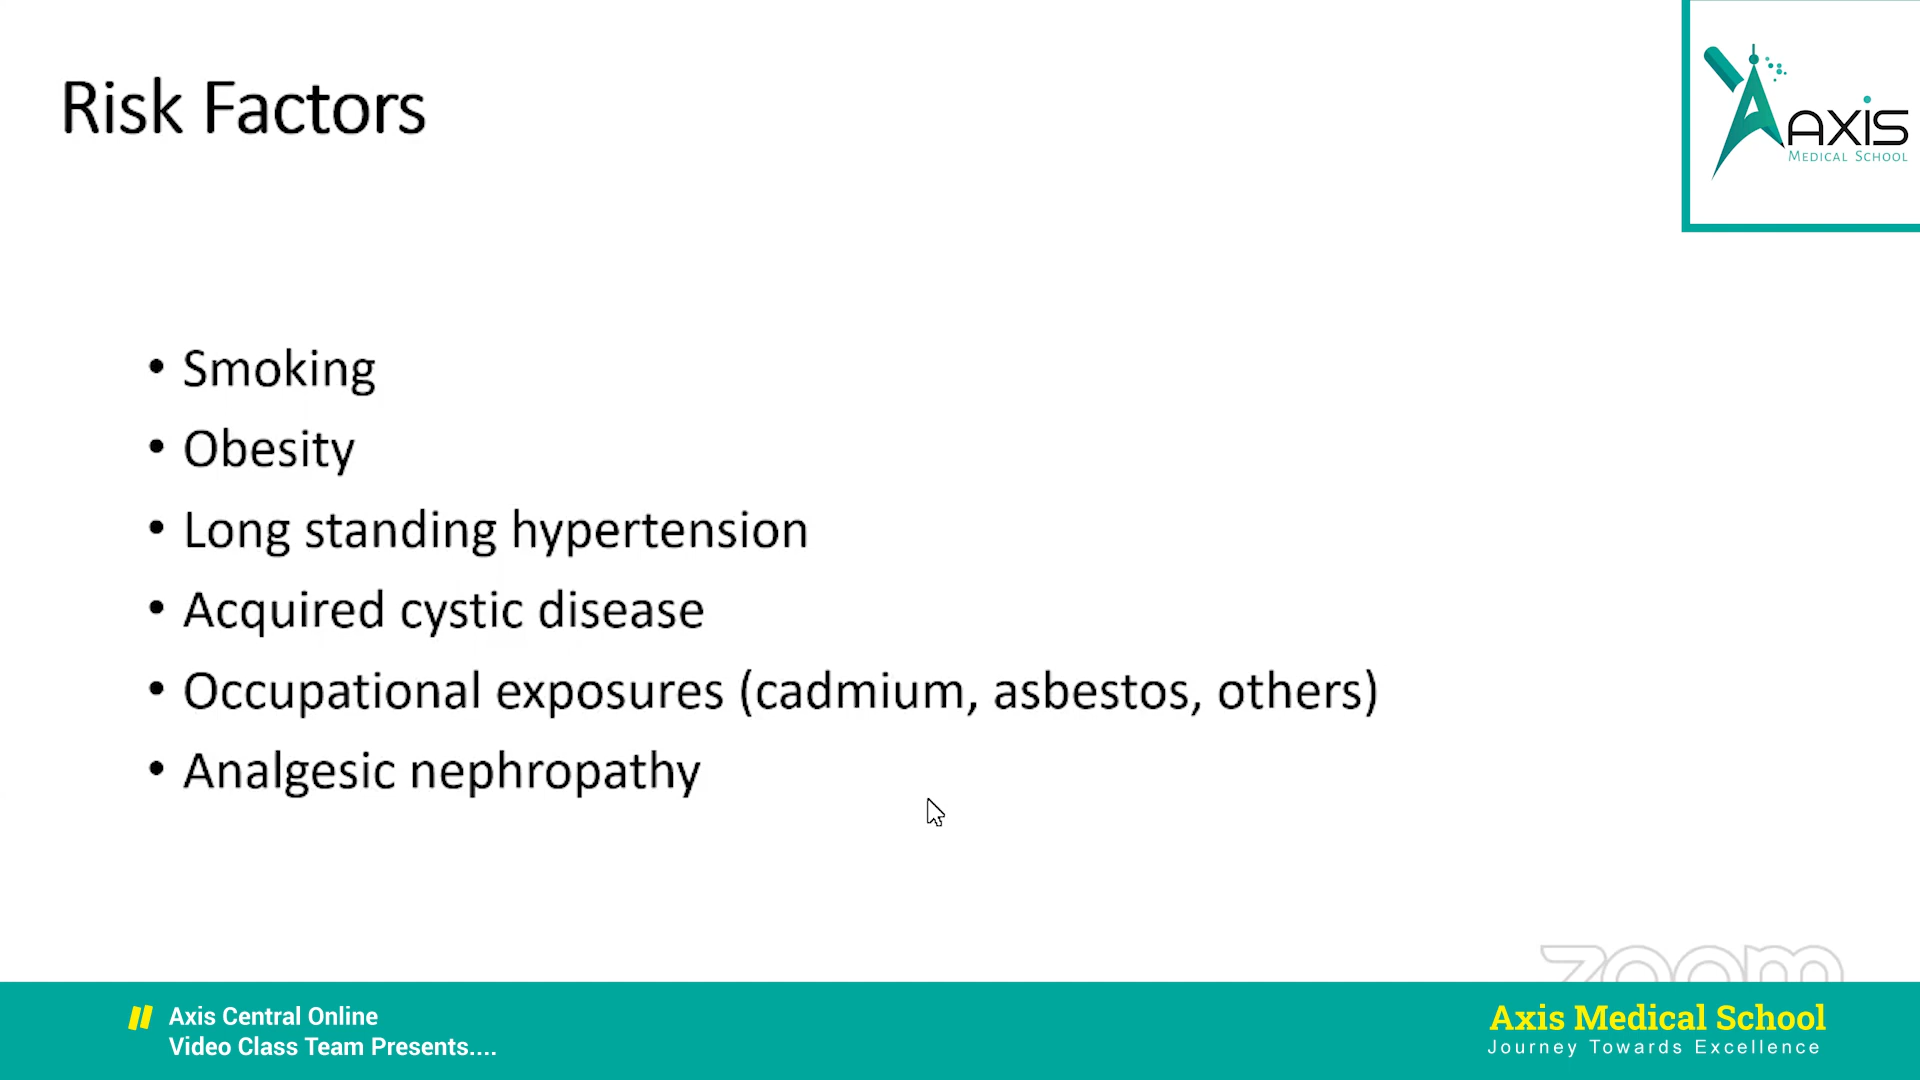 Risk Factors
AXIS
MEDICAL SCHOOL
• Smoking
• Obesity
• Long standing hypertension
• Acquired cystic disease
• Occupational exposures (cadmium, asbestos, others)
• Analgesic nephropathy
zoom
Axis Central Online
Video Class Team Presents....
Axis Medical School
Journey Towards Excellence